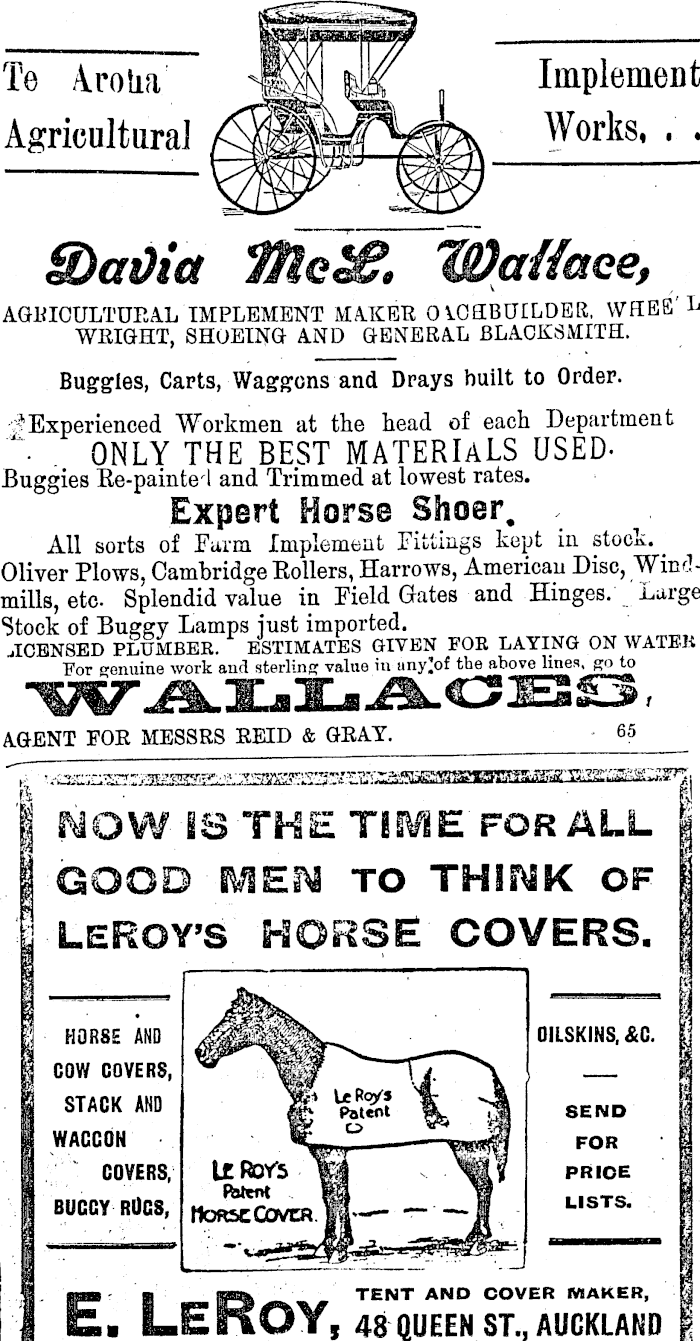 Te Aroha
Agricultural
Implement
Works, . .
David McL. Wallace,
AGRICULTURAL IMPLEMENT MAKER COACHBUILDER, WHEEL
WRIGHT, SHOEING AND GENERAL BLACKSMITH.
Buggies, Carts, Waggons and Drays built to Order.
Experienced Workmen at the head of each Department
ONLY THE BEST MATERIALS USED.
Buggies Re-painted and Trimmed at lowest rates.
Expert Horse Shoer.
All sorts of Farm Implement Fittings kept in stock.
Oliver Plows, Cambridge Rollers, Harrows, American Disc, Wind-
mills, etc. Splendid value in Field Gates and Hinges. Large
Stock of Buggy Lamps just imported.
LICENSED PLUMBER. ESTIMATES GIVEN FOR LAYING ON WATER
For genuine work and sterling value in any of the above lines, go to
WALLACES,
AGENT FOR MESSRS REID & GRAY. 65
NOW IS THE TIME FOR ALL
GOOD MEN TO THINK OF
LEROY'S HORSE COVERS.
HORSE AND
COW COVERS,
STACK AND
WAGGON
COVERS,
BUGGY RUGS,
Le Roy's
Patent
LE ROY'S
Patent
HORSE COVER.
OILSKINS, &C.
SEND
FOR
PRICE
LISTS.
E. LEROY, TENT AND COVER MAKER,
48 QUEEN ST., AUCKLAND